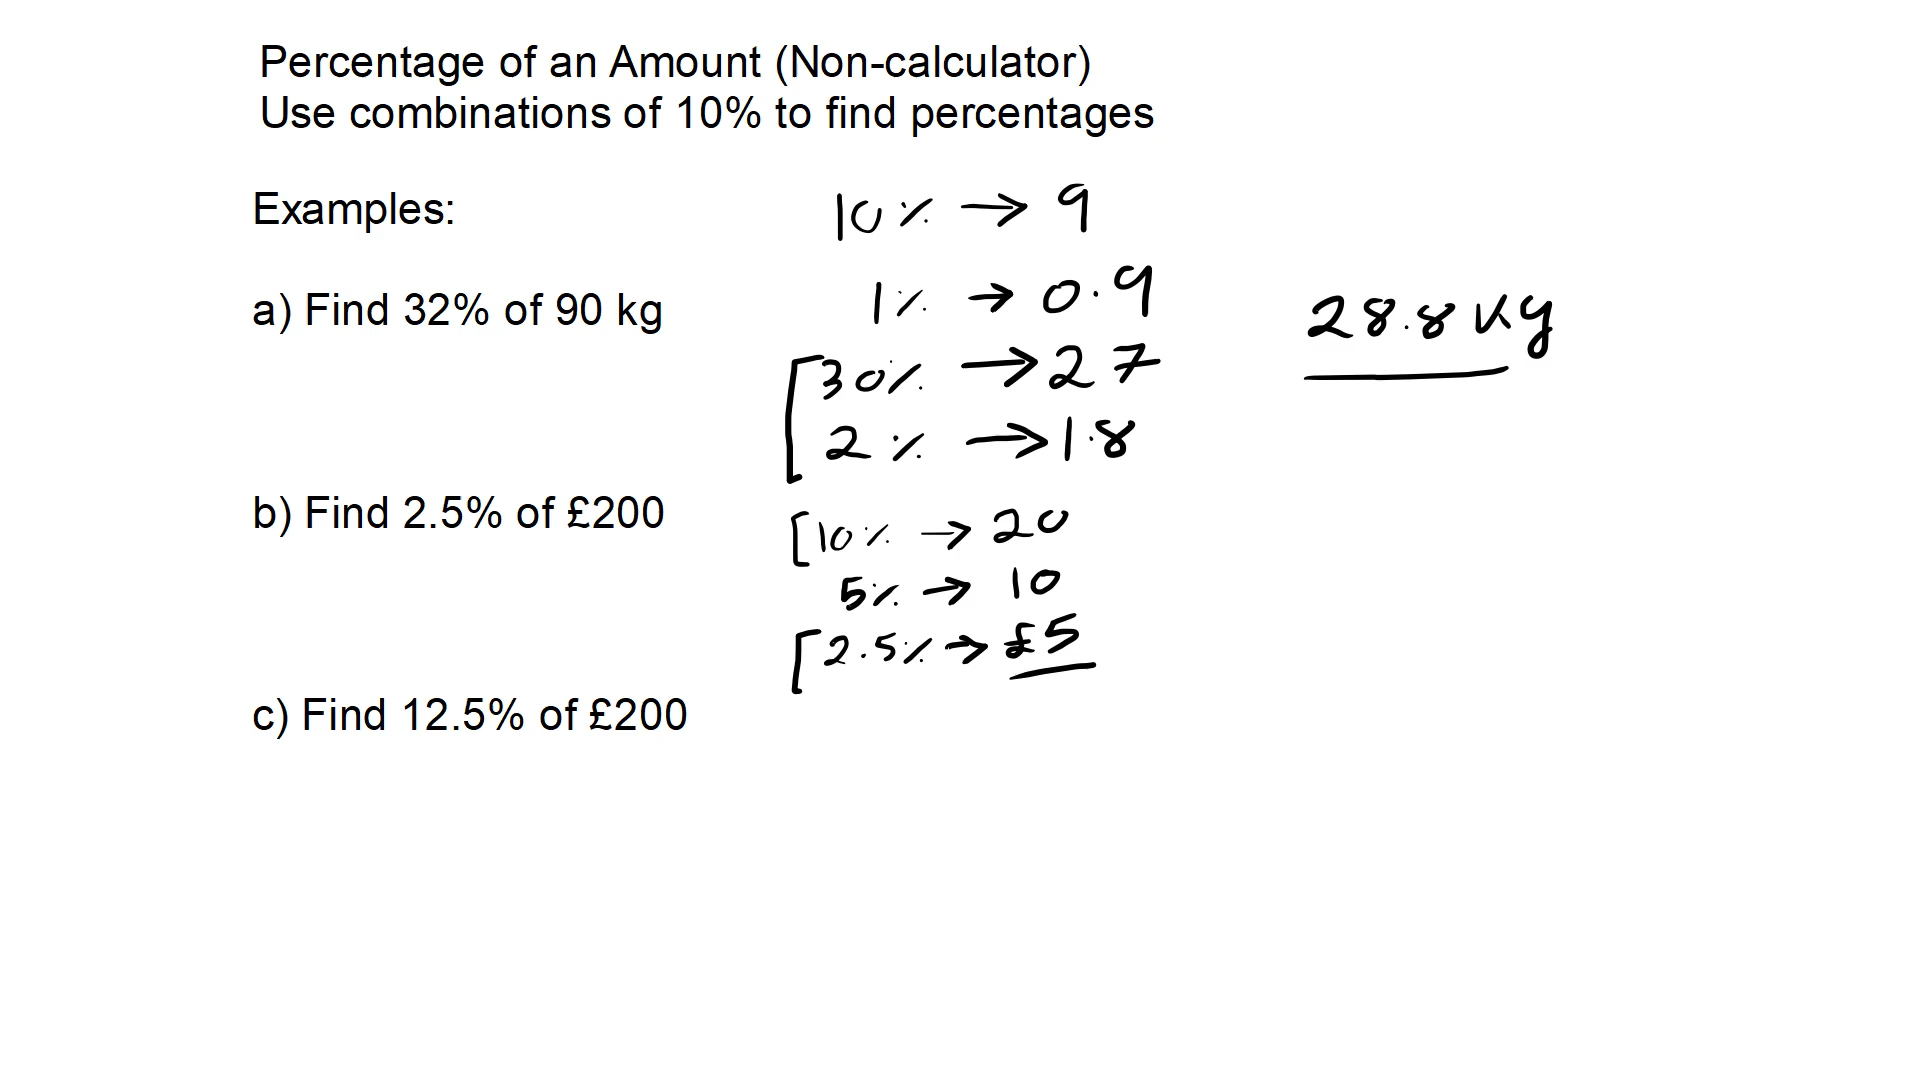 Percentage of an Amount (Non-calculator)
Use combinations of 10% to find percentages
Examples:
10% → 9
1% → 0.9
a) Find 32% of 90 kg
28.8 kg
[30% → 27
2% → 1.8
b) Find 2.5% of £200
[10% → 20
5% → 10
[2.5% → £5
c) Find 12.5% of £200